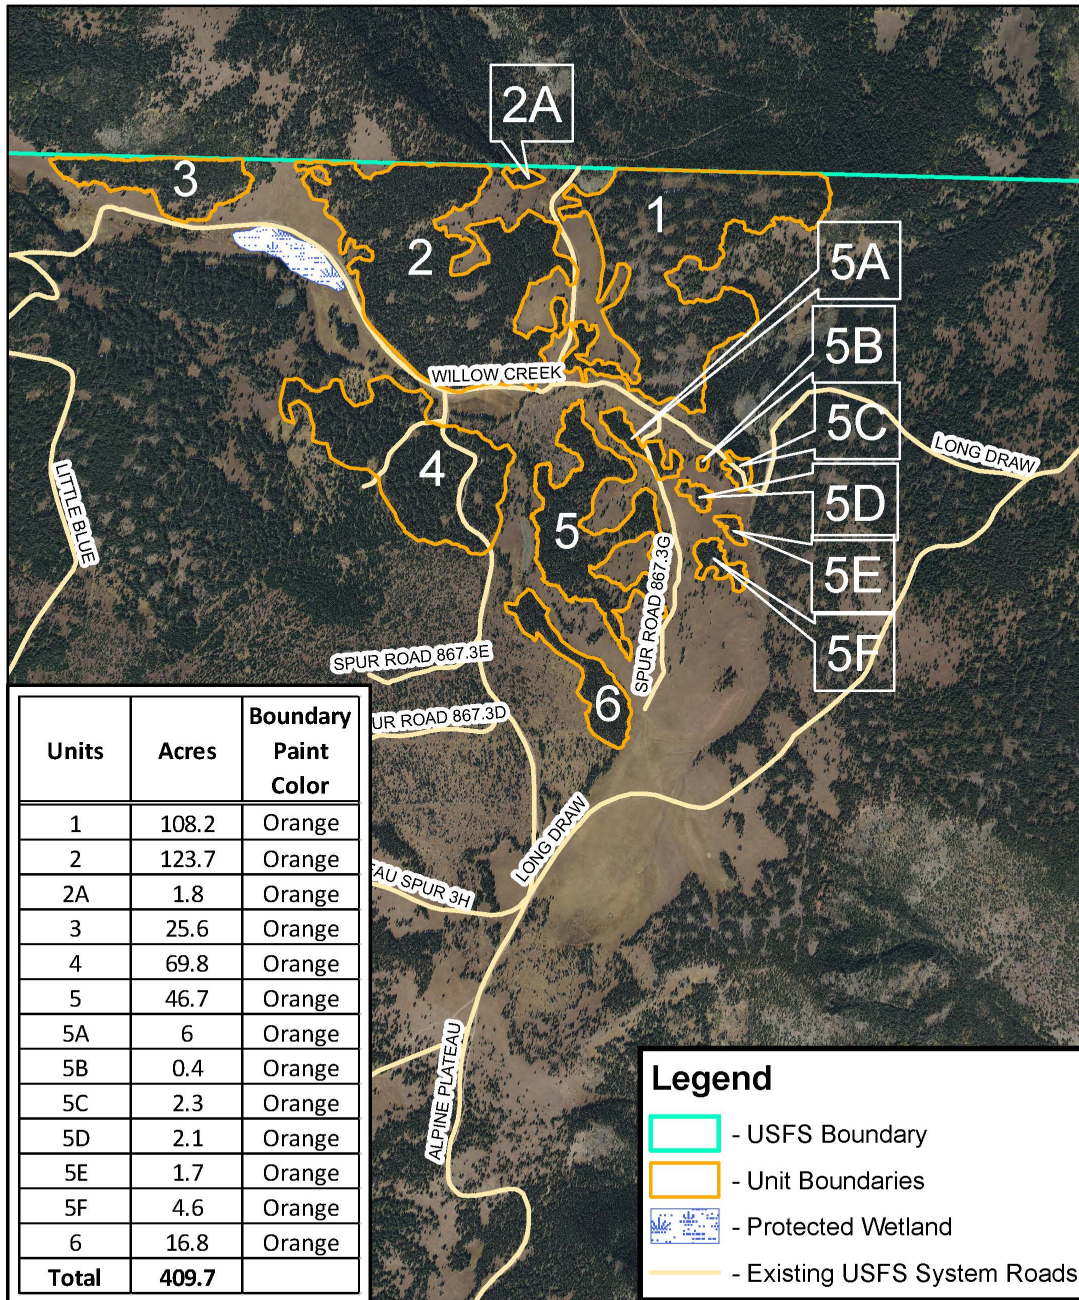 2A
3
1
2
5A
5B
WILLOW CREEK
5C
LONG DRAW
4
LITTLE BLUE
5D
5
5E
SPUR ROAD 867.3G
5F
SPUR ROAD 867.3E
6
UR ROAD 867.3D
LONG DRAW
EAU SPUR 3H
ALPINE PLATEAU
Units Acres Boundary Paint Color
1 108.2 Orange
2 123.7 Orange
2A 1.8 Orange
3 25.6 Orange
4 69.8 Orange
5 46.7 Orange
5A 6 Orange
5B 0.4 Orange
5C 2.3 Orange
5D 2.1 Orange
5E 1.7 Orange
5F 4.6 Orange
6 16.8 Orange
Total 409.7
Legend
- USFS Boundary
- Unit Boundaries
- Protected Wetland
- Existing USFS System Roads